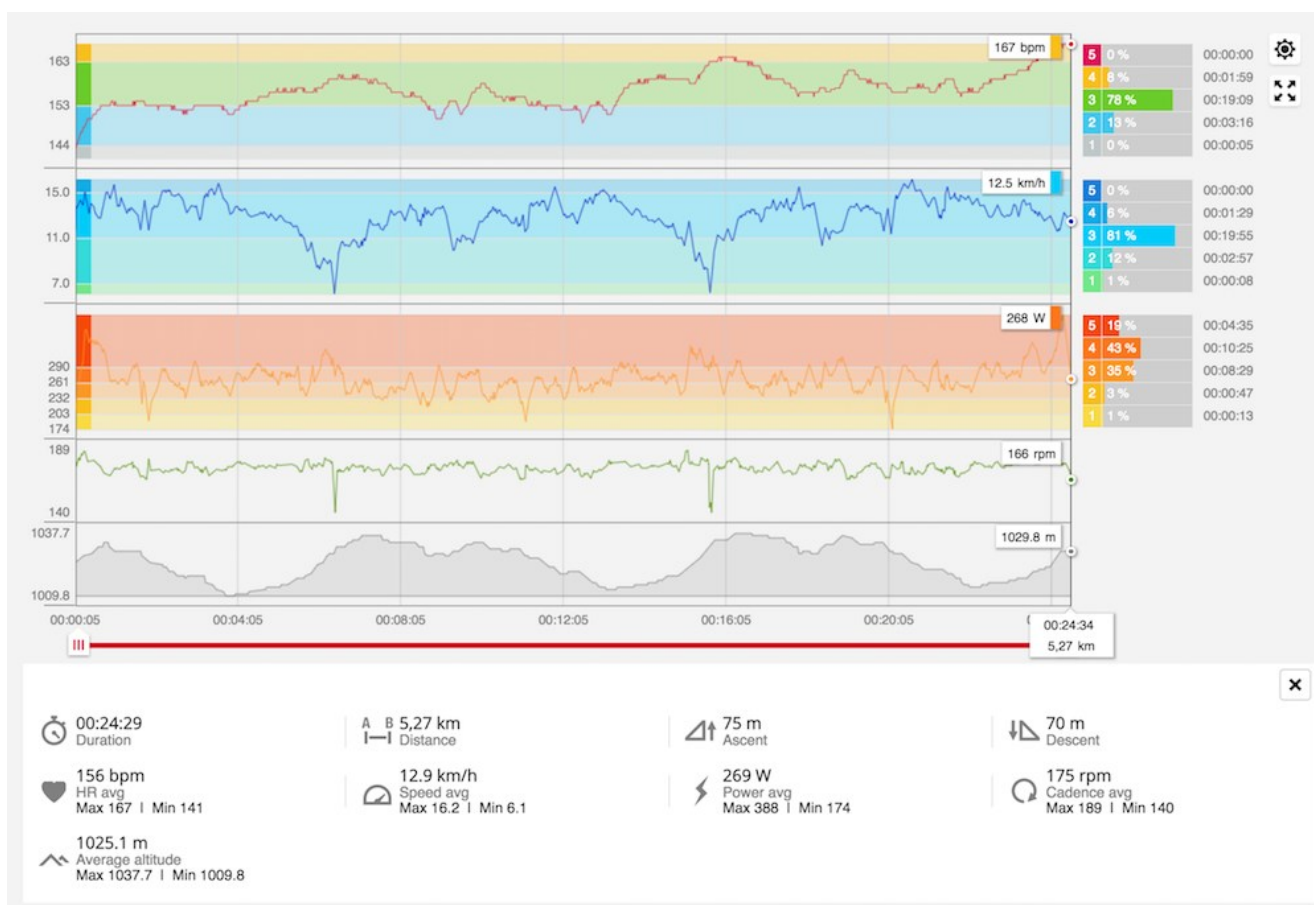 163
153
144
167 bpm
5 0 % 00:00:00
4 8 % 00:01:59
3 78 % 00:19:09
2 13 % 00:03:16
1 0 % 00:00:05
15.0
11.0
7.0
12.5 km/h
5 0 % 00:00:00
4 6 % 00:01:29
3 81 % 00:19:55
2 12 % 00:02:57
1 1 % 00:00:08
290
261
232
203
174
268 W
5 19 % 00:04:35
4 43 % 00:10:25
3 35 % 00:08:29
2 3 % 00:00:47
1 1 % 00:00:13
189
140
166 rpm
1037.7
1009.8
1029.8 m
00:00:05 00:04:05 00:08:05 00:12:05 00:16:05 00:20:05
00:24:34
5,27 km
00:24:29
Duration
A B 5,27 km
Distance
75 m
Ascent
70 m
Descent
156 bpm
HR avg
Max 167 | Min 141
12.9 km/h
Speed avg
Max 16.2 | Min 6.1
269 W
Power avg
Max 388 | Min 174
175 rpm
Cadence avg
Max 189 | Min 140
1025.1 m
Average altitude
Max 1037.7 | Min 1009.8